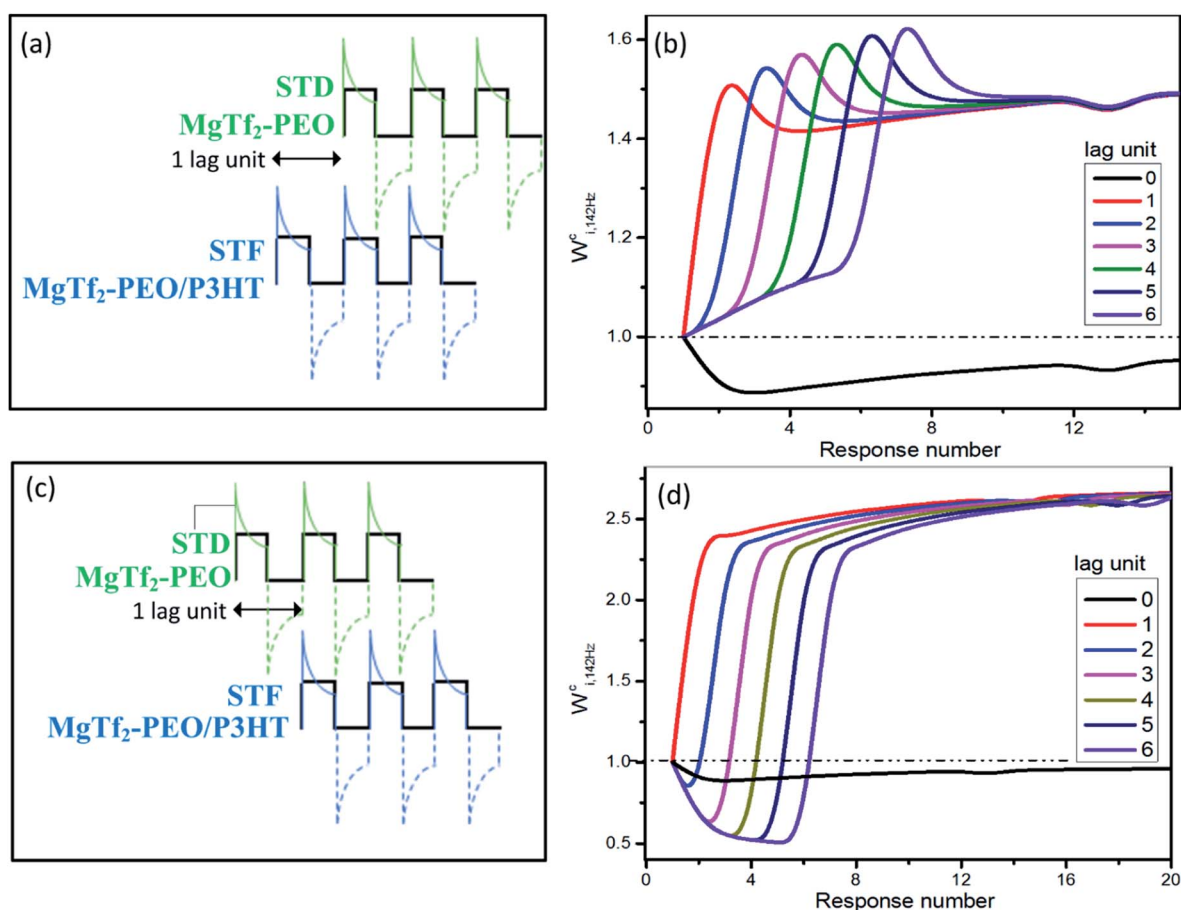 (a)
STD
MgTf₂-PEO
1 lag unit
STF
MgTf₂-PEO/P3HT
(b)
1.6
1.4
1.2
1.0
W^c_{i,142Hz}
lag unit
0
1
2
3
4
5
6
0 4 8 12
Response number
(c)
STD
MgTf₂-PEO
1 lag unit
STF
MgTf₂-PEO/P3HT
(d)
2.5
2.0
1.5
1.0
0.5
W^c_{i,142Hz}
lag unit
0
1
2
3
4
5
6
0 4 8 12 16 20
Response number